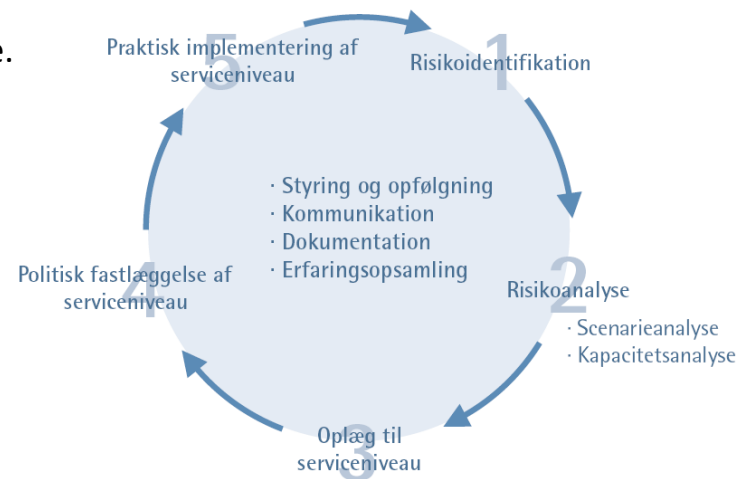 e.
5
Praktisk implementering af
serviceniveau
1
Risikoidentifikation
· Styring og opfølgning
· Kommunikation
· Dokumentation
· Erfaringsopsamling
2
Risikoanalyse
· Scenarieanalyse
· Kapacitetsanalyse
3
Oplæg til
serviceniveau
4
Politisk fastlæggelse af
serviceniveau